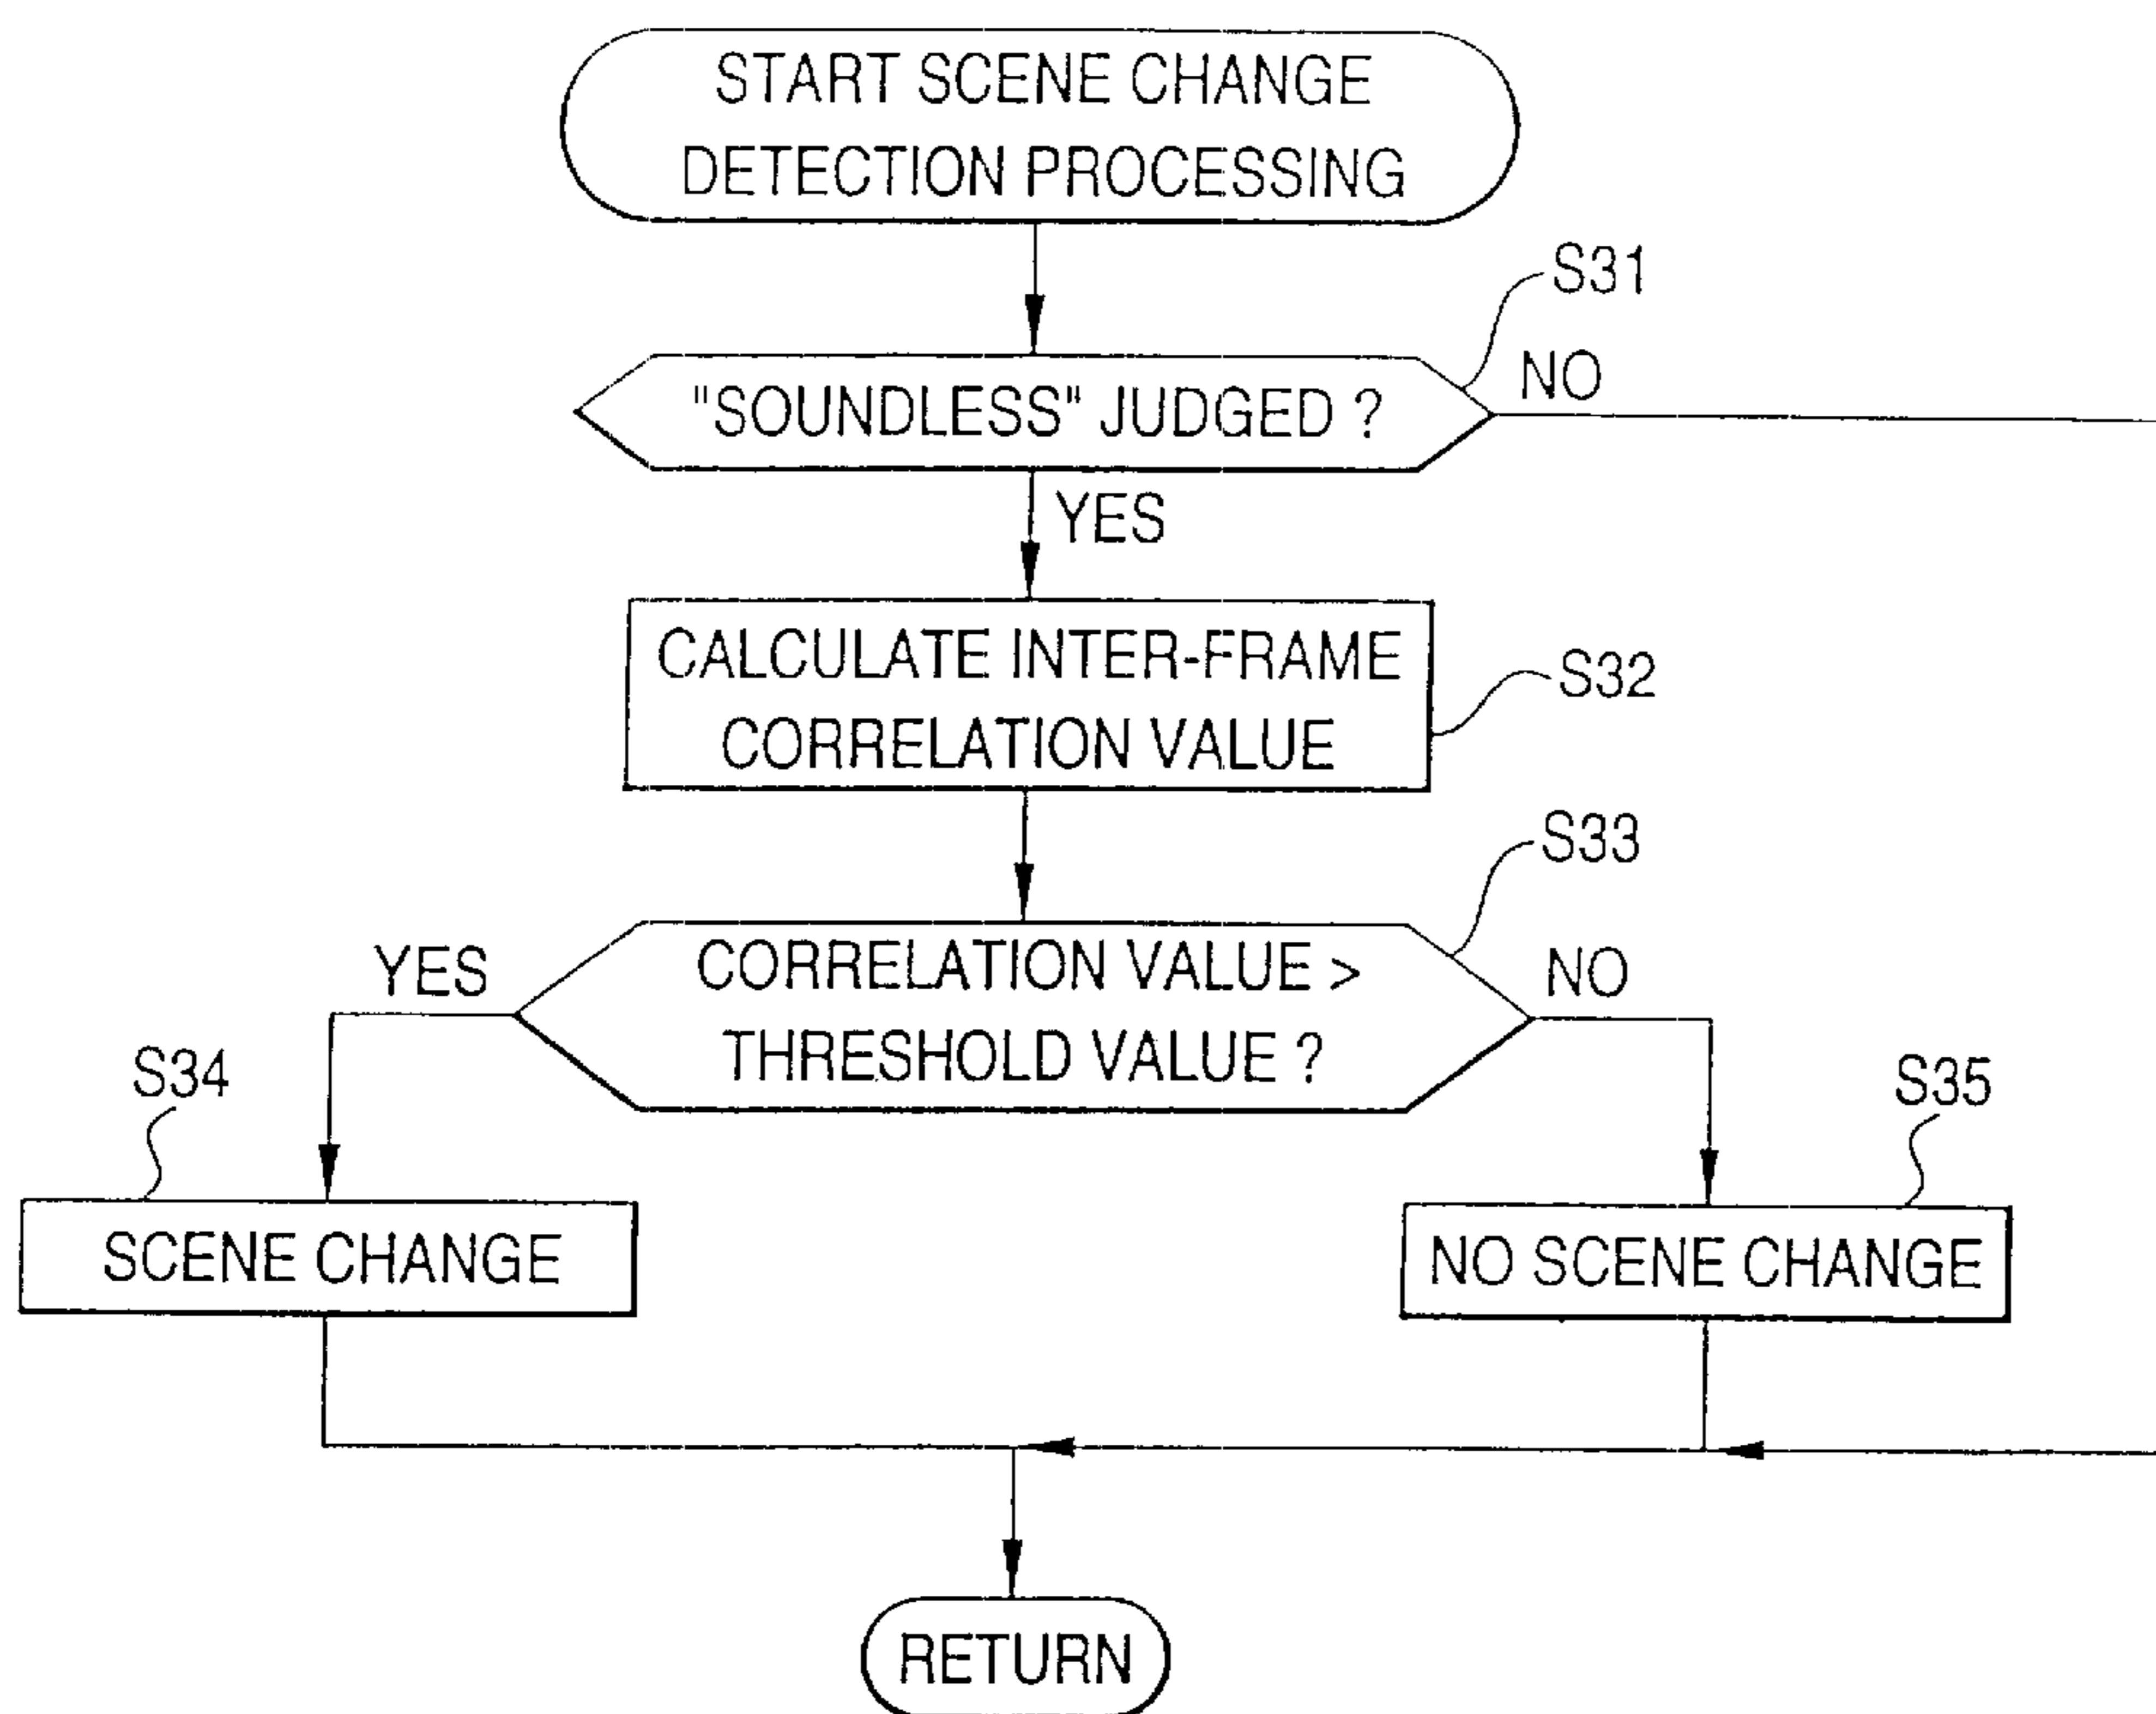 START SCENE CHANGE
DETECTION PROCESSING
S31
"SOUNDLESS" JUDGED ?
NO
YES
CALCULATE INTER-FRAME
CORRELATION VALUE
S32
S33
YES
CORRELATION VALUE >
THRESHOLD VALUE ?
NO
S34
S35
SCENE CHANGE
NO SCENE CHANGE
RETURN